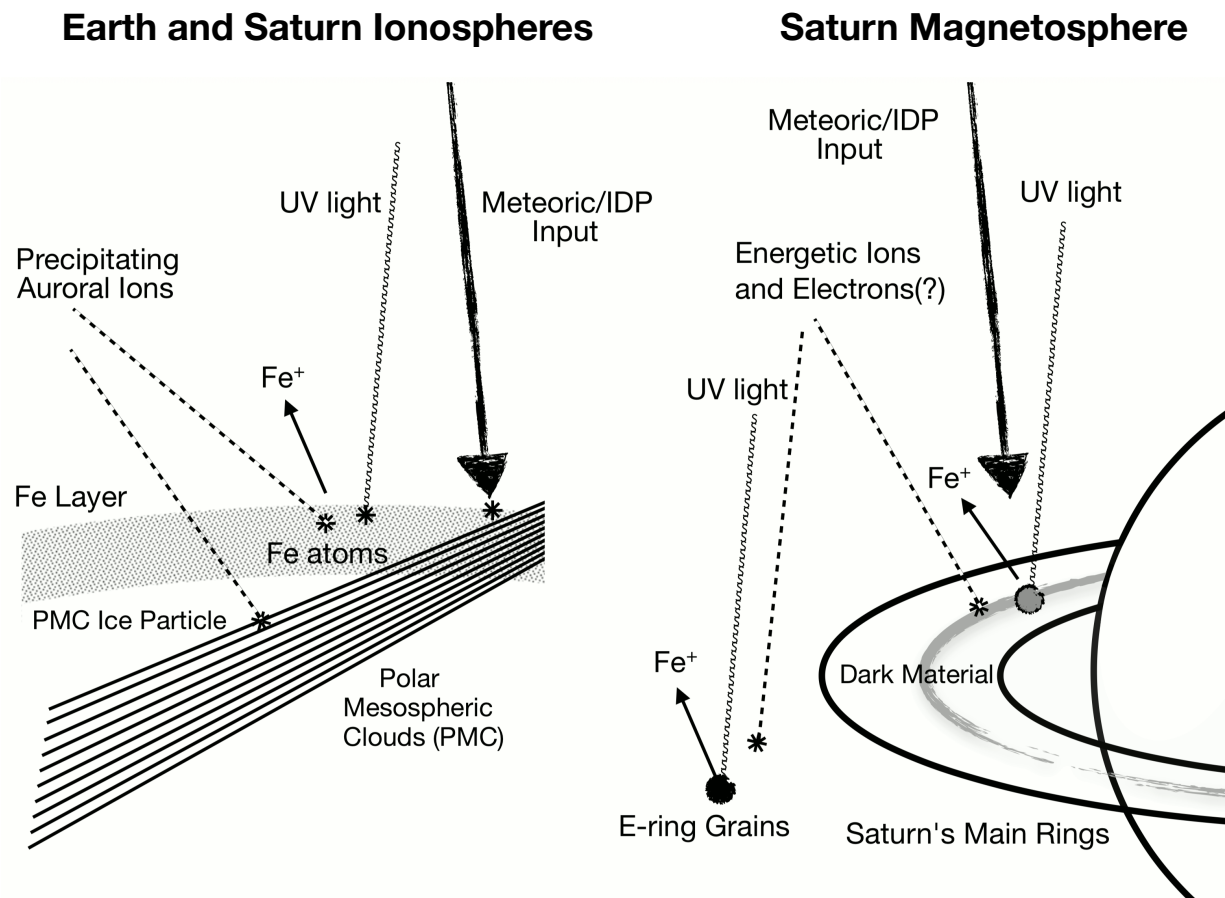 Earth and Saturn Ionospheres
UV light
Meteoric/IDP
Input
Precipitating
Auroral Ions
Fe⁺
Fe Layer
Fe atoms
PMC Ice Particle
Polar
Mesospheric
Clouds (PMC)
Saturn Magnetosphere
Meteoric/IDP
Input
UV light
Energetic Ions
and Electrons(?)
UV light
Fe⁺
Dark Material
Fe⁺
E-ring Grains
Saturn's Main Rings